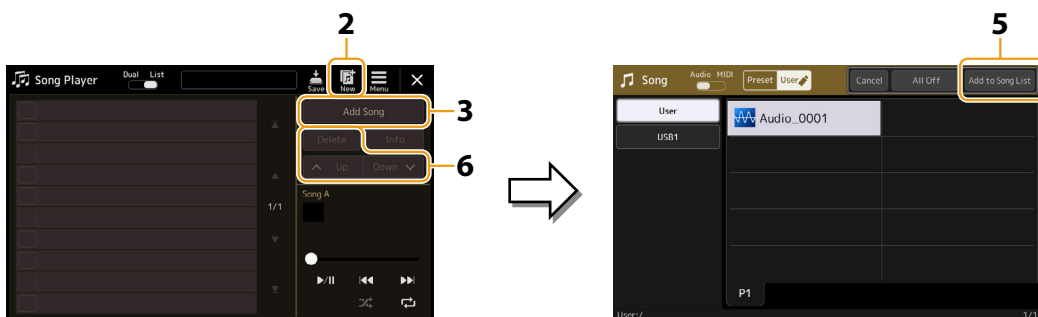 2
Song Player
Dual List
Save
New
Menu
Add Song
3
Delete
Info
Up
Down
6
Song A
1/1
5
Song
Audio MIDI
Preset
User
Cancel
All Off
Add to Song List
User
USB1
Audio_0001
P1
User:/
1/1